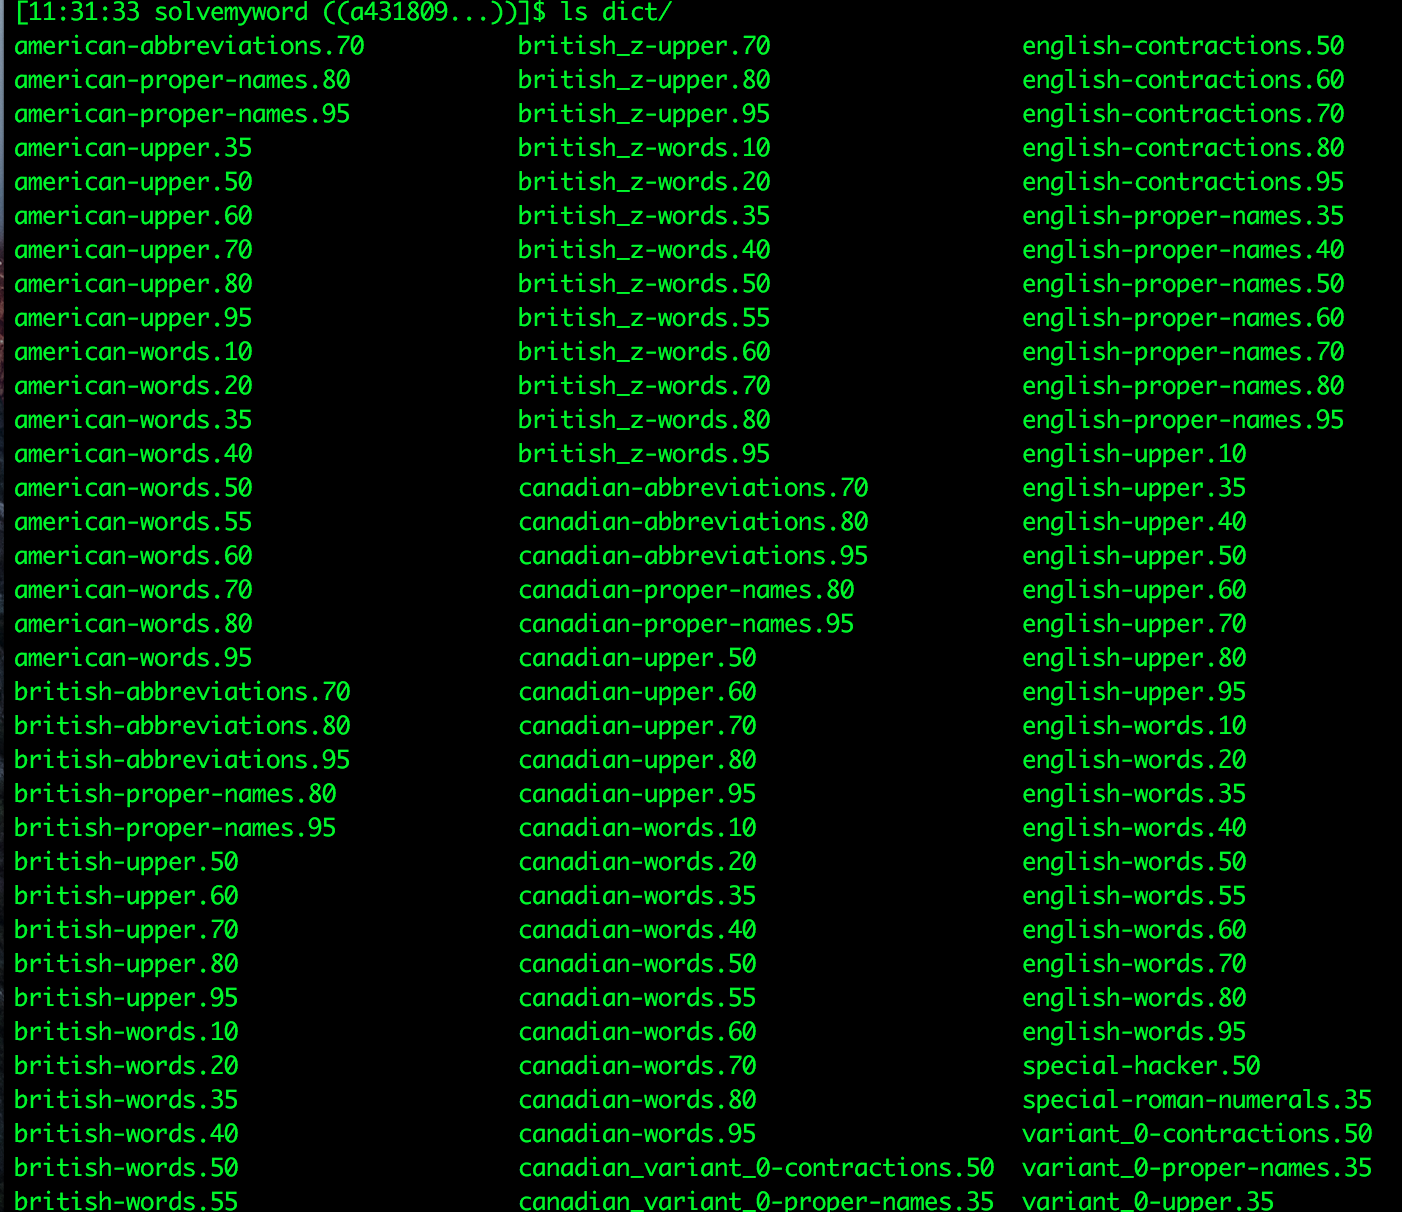 [11:31:33 solvemyword ((a431809...))]$ ls dict/
american-abbreviations.70 british_z-upper.70 english-contractions.50
american-proper-names.80 british_z-upper.80 english-contractions.60
american-proper-names.95 british_z-upper.95 english-contractions.70
american-upper.35 british_z-words.10 english-contractions.80
american-upper.50 british_z-words.20 english-contractions.95
american-upper.60 british_z-words.35 english-proper-names.35
american-upper.70 british_z-words.40 english-proper-names.40
american-upper.80 british_z-words.50 english-proper-names.50
american-upper.95 british_z-words.55 english-proper-names.60
american-words.10 british_z-words.60 english-proper-names.70
american-words.20 british_z-words.70 english-proper-names.80
american-words.35 british_z-words.80 english-proper-names.95
american-words.40 british_z-words.95 english-upper.10
american-words.50 canadian-abbreviations.70 english-upper.35
american-words.55 canadian-abbreviations.80 english-upper.40
american-words.60 canadian-abbreviations.95 english-upper.50
american-words.70 canadian-proper-names.80 english-upper.60
american-words.80 canadian-proper-names.95 english-upper.70
american-words.95 canadian-upper.50 english-upper.80
british-abbreviations.70 canadian-upper.60 english-upper.95
british-abbreviations.80 canadian-upper.70 english-words.10
british-abbreviations.95 canadian-upper.80 english-words.20
british-proper-names.80 canadian-upper.95 english-words.35
british-proper-names.95 canadian-words.10 english-words.40
british-upper.50 canadian-words.20 english-words.50
british-upper.60 canadian-words.35 english-words.55
british-upper.70 canadian-words.40 english-words.60
british-upper.80 canadian-words.50 english-words.70
british-upper.95 canadian-words.55 english-words.80
british-words.10 canadian-words.60 english-words.95
british-words.20 canadian-words.70 special-hacker.50
british-words.35 canadian-words.80 special-roman-numerals.35
british-words.40 canadian-words.95 variant_0-contractions.50
british-words.50 canadian_variant_0-contractions.50 variant_0-proper-names.35
british-words.55 canadian_variant_0-proper-names.35 variant_0-upper.35